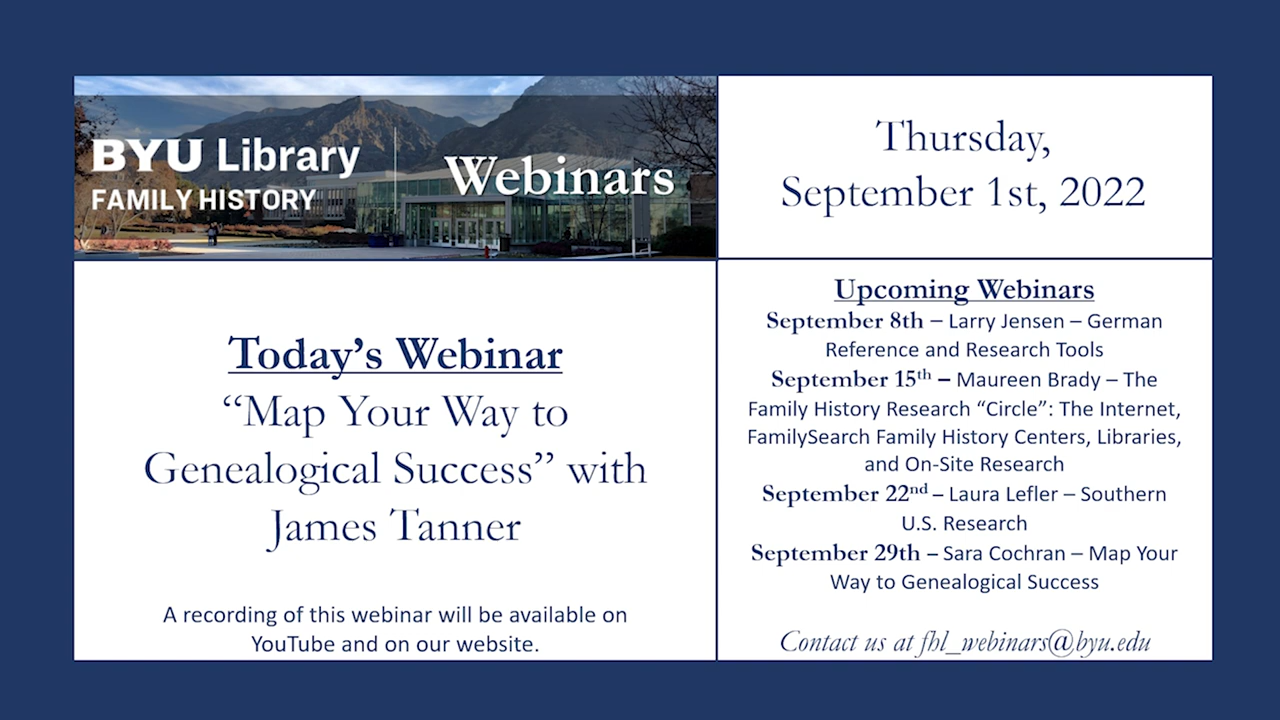 BYU Library
FAMILY HISTORY
Webinars
Thursday,
September 1st, 2022
Today's Webinar
“Map Your Way to
Genealogical Success” with
James Tanner
A recording of this webinar will be available on
YouTube and on our website.
Upcoming Webinars
September 8th – Larry Jensen – German
Reference and Research Tools
September 15th – Maureen Brady – The
Family History Research “Circle”: The Internet,
FamilySearch Family History Centers, Libraries,
and On-Site Research
September 22nd – Laura Lefler – Southern
U.S. Research
September 29th – Sara Cochran – Map Your
Way to Genealogical Success
Contact us at fhl_webinars@byu.edu